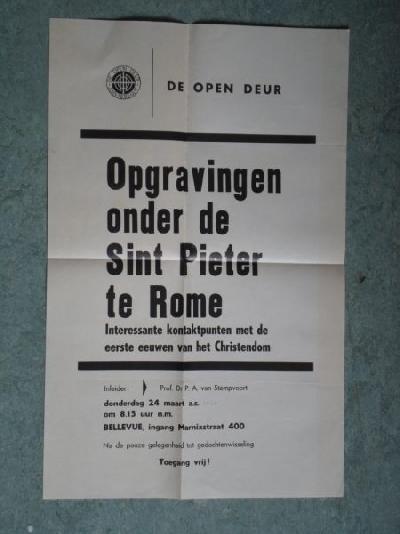 DE OPEN DEUR
Opgravingen
onder de
Sint Pieter
te Rome
Interessante kontaktpunten met de
eerste eeuwen van het Christendom
Inleider: Prof. Dr P. A. van Stempvoort
donderdag 24 maart a.s.
om 8.15 uur n.m.
BELLEVUE, ingang Marnixstraat 400
Na de pauze gelegenheid tot gedachtenwisseling
Toegang vrij!